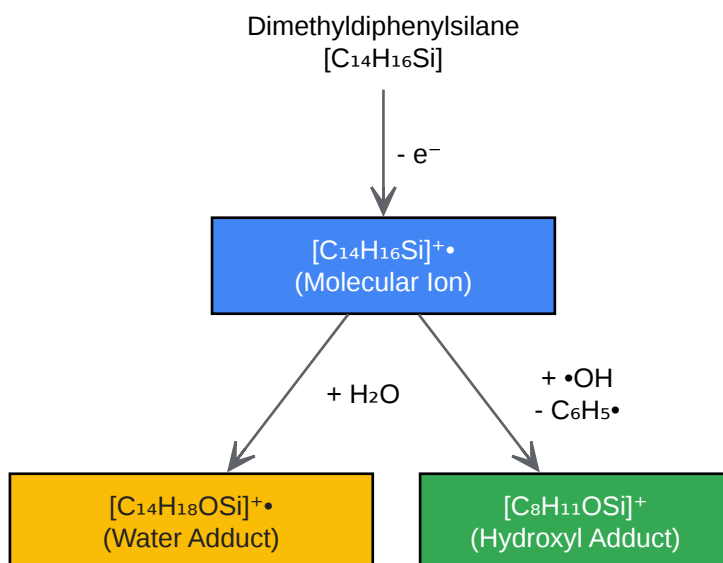 Dimethyldiphenylsilane
[C₁₄H₁₆Si]
- e⁻
[C₁₄H₁₆Si]⁺•
(Molecular Ion)
+ H₂O
+ •OH
- C₆H₅•
[C₁₄H₁₈OSi]⁺•
(Water Adduct)
[C₈H₁₁OSi]⁺
(Hydroxyl Adduct)